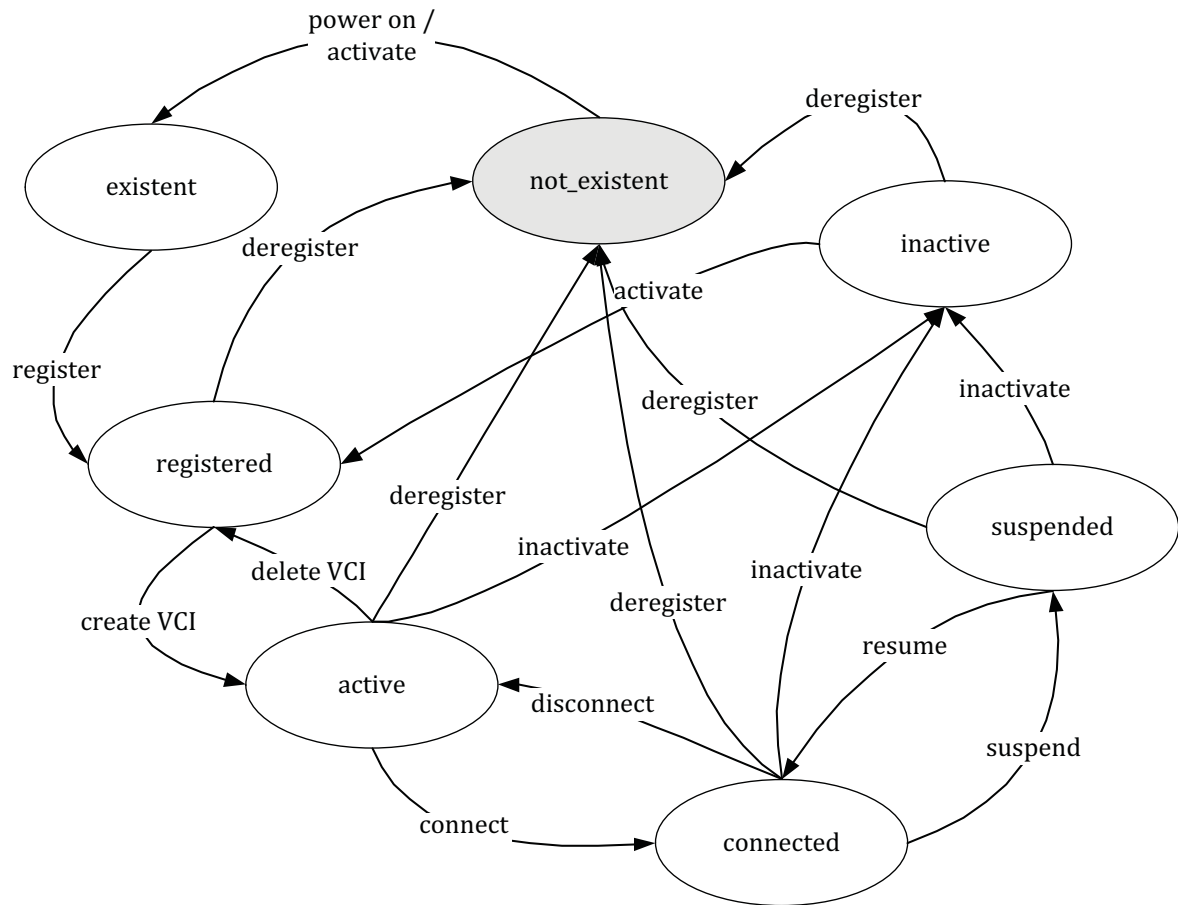 power on /
activate
deregister
existent
not_existent
inactive
deregister
activate
register
inactivate
deregister
registered
deregister
suspended
inactivate
inactivate
delete VCI
deregister
create VCI
resume
active
disconnect
suspend
connect
connected